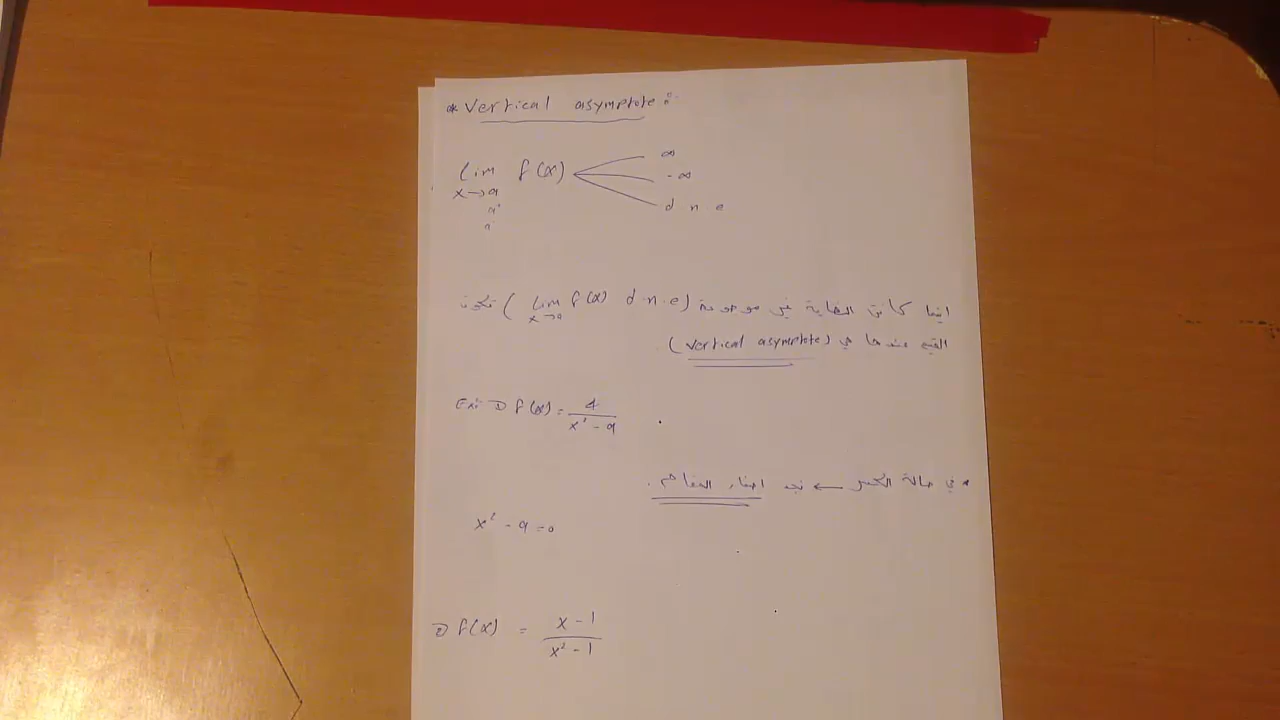 * Vertical asymptote :
lim f(x) ∞
x→a -∞
a⁺ d n e
a⁻
اينما كانت النهاية غير موجودة (lim f(x) d.n.e) تكون
x→a
القيم عندها هي (vertical asymptote)
Ex: ① f(x) = 4
x² - 9
* في حالة الكسر ← نجد اصفار المقام .
x² - 9 = 0
② f(x) = x - 1
x² - 1